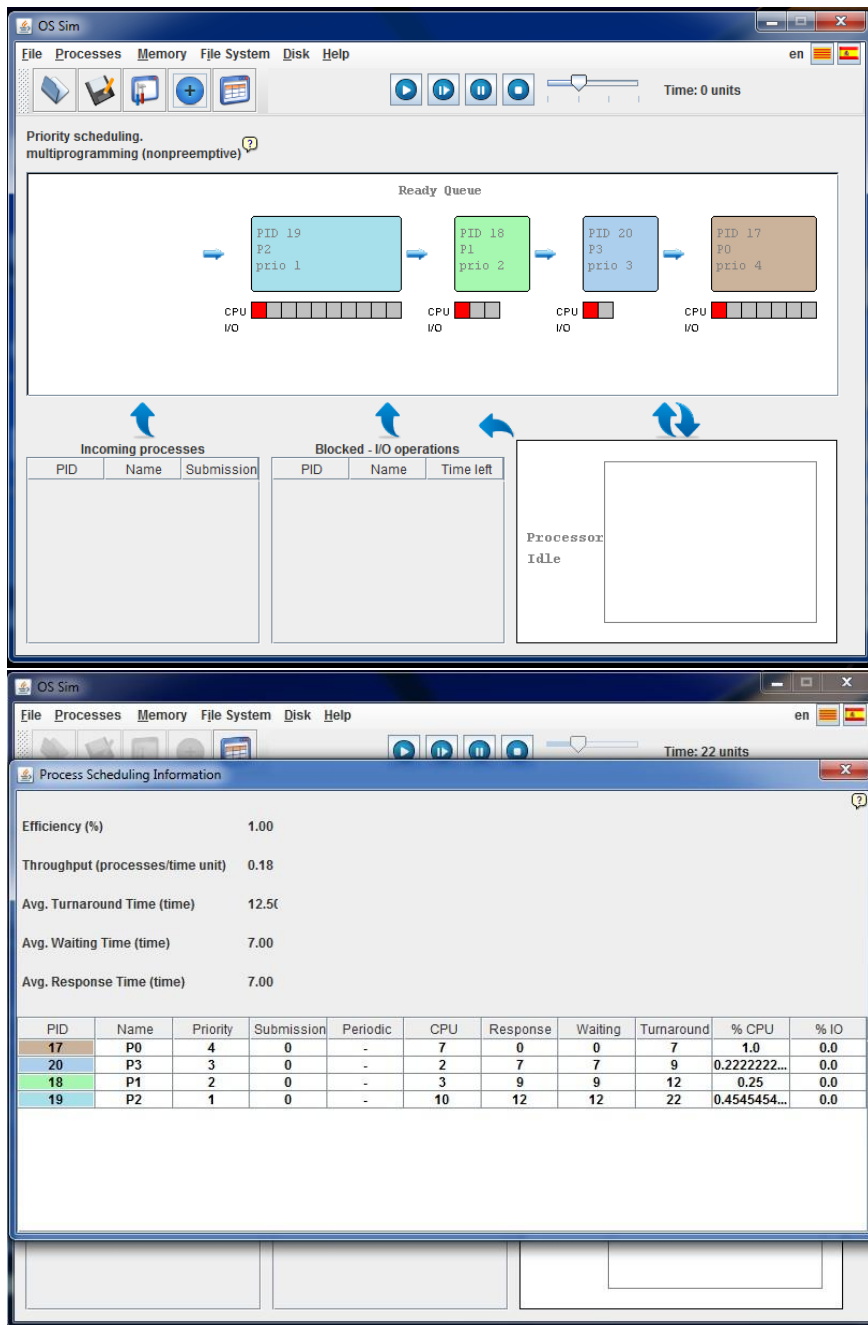 OS Sim
File Processes Memory File System Disk Help en
Time: 0 units
Priority scheduling.
multiprogramming (nonpreemptive) ?
Ready Queue
PID 19 PID 18 PID 20 PID 17
P2 P1 P3 P0
prio 1 prio 2 prio 3 prio 4
CPU CPU CPU CPU
I/O I/O I/O I/O
Incoming processes Blocked - I/O operations
PID Name Submission PID Name Time left
Processor
Idle
OS Sim
File Processes Memory File System Disk Help en
Time: 22 units
Process Scheduling Information
?
Efficiency (%) 1.00
Throughput (processes/time unit) 0.18
Avg. Turnaround Time (time) 12.50
Avg. Waiting Time (time) 7.00
Avg. Response Time (time) 7.00
PID Name Priority Submission Periodic CPU Response Waiting Turnaround % CPU % IO
17 P0 4 0 - 7 0 0 7 1.0 0.0
20 P3 3 0 - 2 7 7 9 0.2222222... 0.0
18 P1 2 0 - 3 9 9 12 0.25 0.0
19 P2 1 0 - 10 12 12 22 0.4545454... 0.0